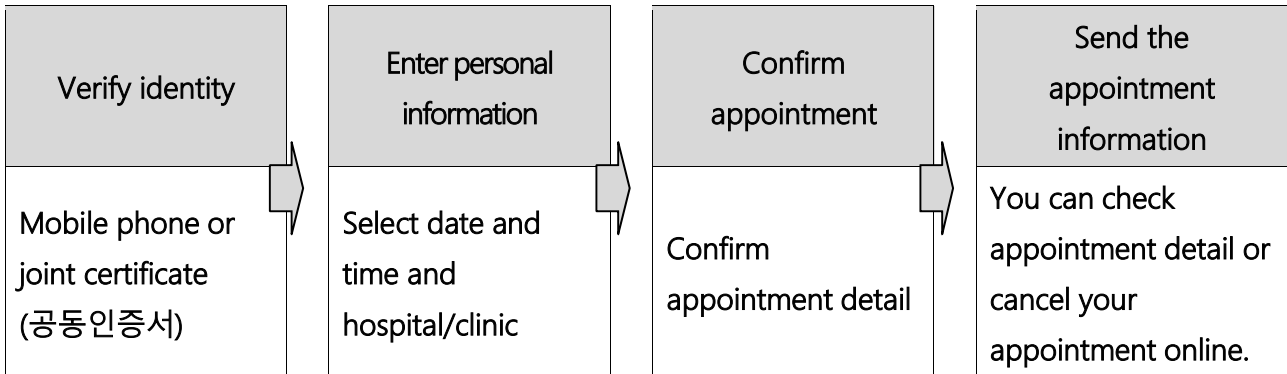 Verify identity
Mobile phone or
joint certificate
(공동인증서)
Enter personal
information
Select date and
time and
hospital/clinic
Confirm
appointment
Confirm
appointment detail
Send the
appointment
information
You can check
appointment detail or
cancel your
appointment online.